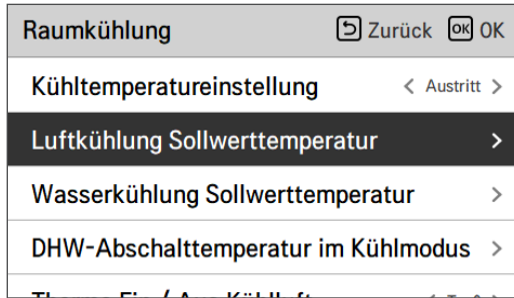 Raumkühlung Zurück OK OK
Kühltemperatureinstellung < Austritt >
Luftkühlung Sollwerttemperatur >
Wasserkühlung Sollwerttemperatur >
DHW-Abschalttemperatur im Kühlmodus >